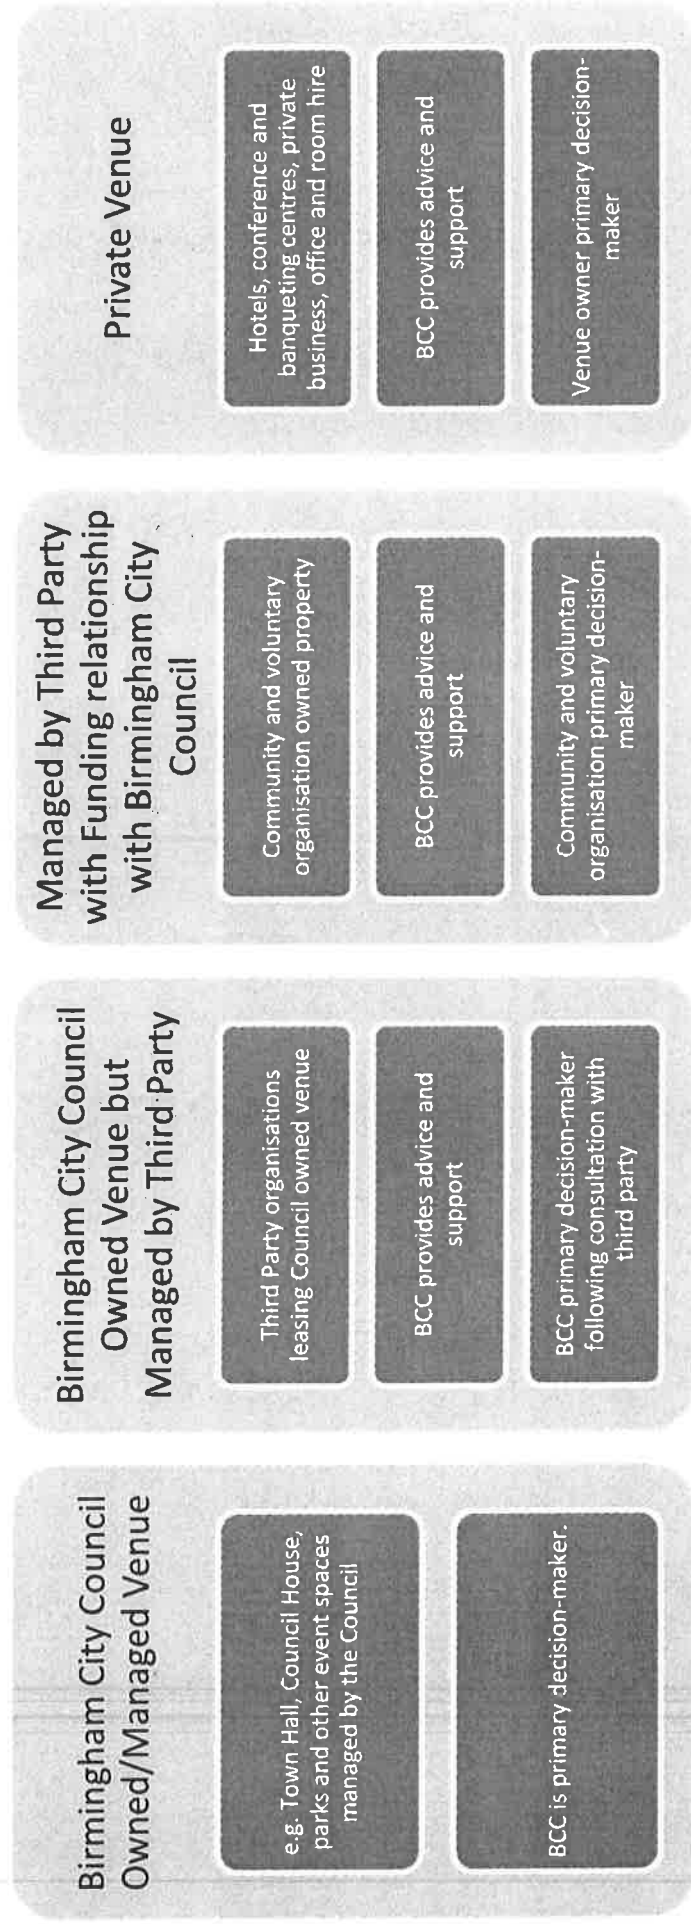 Birmingham City Council
Owned/Managed Venue
e.g. Town Hall, Council House,
parks and other event spaces
managed by the Council
BCC is primary decision-maker.
Birmingham City Council
Owned Venue but
Managed by Third Party
Third Party organisations
leasing Council owned venue
BCC provides advice and
support
BCC primary decision-maker
following consultation with
third party
Managed by Third Party
with Funding relationship
with Birmingham City
Council
Community and voluntary
organisation owned property
BCC provides advice and
support
Community and voluntary
organisation primary decision-
maker
Private Venue
Hotels, conference and
banqueting centres, private
business, office and room hire
BCC provides advice and
support
Venue owner primary decision-
maker